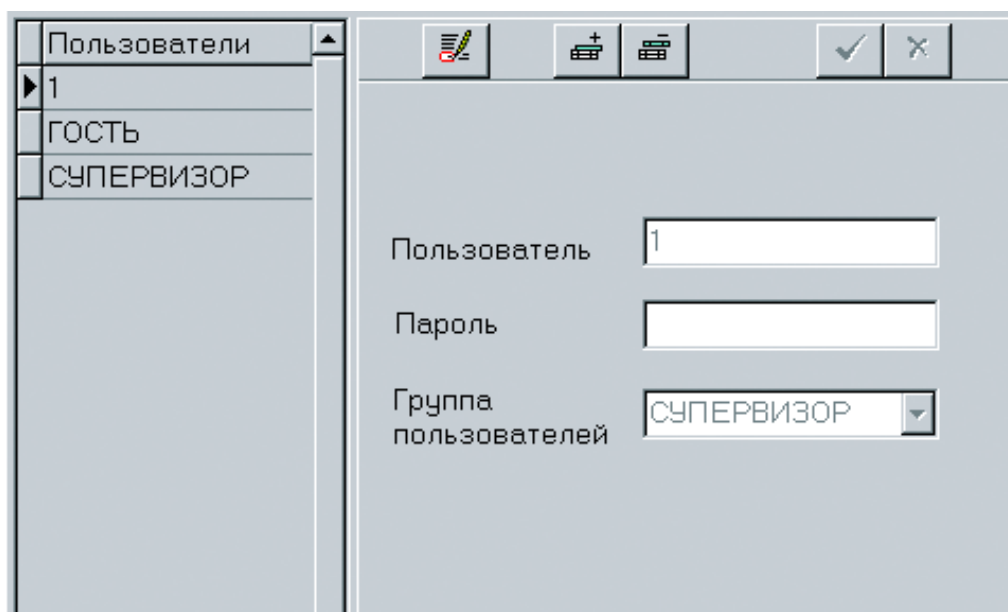 Пользователи
1
ГОСТЬ
СУПЕРВИЗОР
Пользователь 1
Пароль
Группа
пользователей
СУПЕРВИЗОР